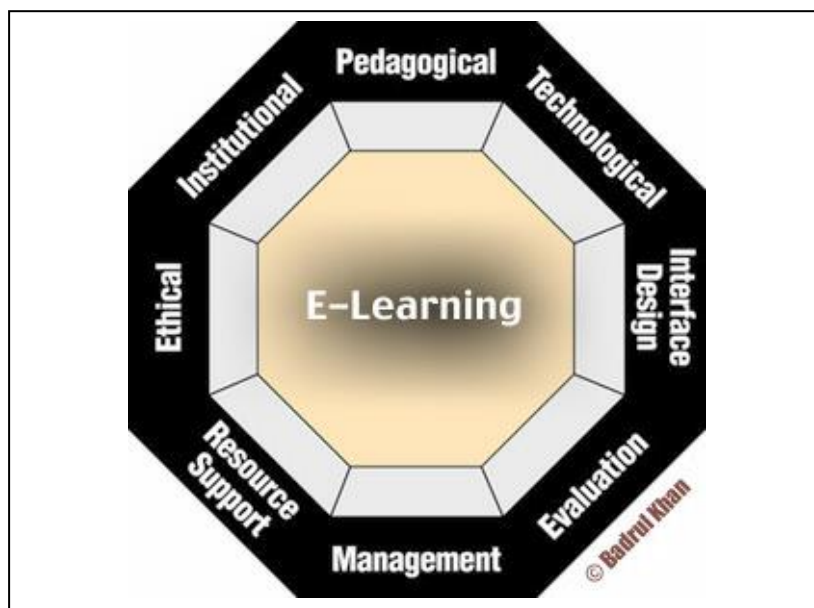 Pedagogical
Technological
Interface
Design
Evaluation
Management
Resource
Support
Ethical
Institutional
E-Learning
© Badrul Khan